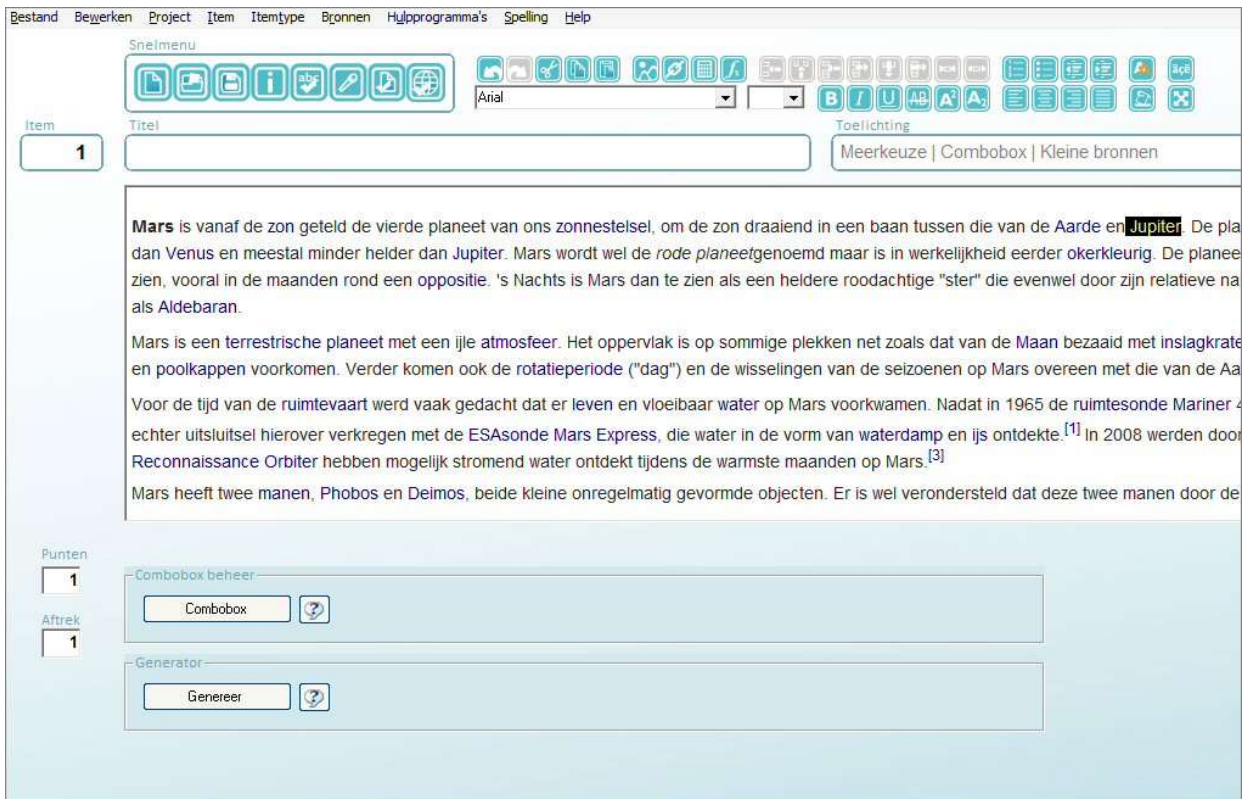 Bestand Bewerken Project Item Itemtype Bronnen Hulpprogramma's Spelling Help
Snelmenu
Arial
Item
Titel
Toelichting
1
Meerkeuze | Combobox | Kleine bronnen
Mars is vanaf de zon geteld de vierde planeet van ons zonnestelsel, om de zon draaiend in een baan tussen die van de Aarde en Jupiter. De pla
dan Venus en meestal minder helder dan Jupiter. Mars wordt wel de rode planeetgenoemd maar is in werkelijkheid eerder okerkleurig. De planee
zien, vooral in de maanden rond een oppositie. 's Nachts is Mars dan te zien als een heldere roodachtige "ster" die evenwel door zijn relatieve na
als Aldebaran.
Mars is een terrestrische planeet met een ijle atmosfeer. Het oppervlak is op sommige plekken net zoals dat van de Maan bezaaid met inslagkrate
en poolkappen voorkomen. Verder komen ook de rotatieperiode ("dag") en de wisselingen van de seizoenen op Mars overeen met die van de Aa
Voor de tijd van de ruimtevaart werd vaak gedacht dat er leven en vloeibaar water op Mars voorkwamen. Nadat in 1965 de ruimtesonde Mariner 4
echter uitsluitsel hierover verkregen met de ESAsonde Mars Express, die water in de vorm van waterdamp en ijs ontdekte.[1] In 2008 werden door
Reconnaissance Orbiter hebben mogelijk stromend water ontdekt tijdens de warmste maanden op Mars.[3]
Mars heeft twee manen, Phobos en Deimos, beide kleine onregelmatig gevormde objecten. Er is wel verondersteld dat deze twee manen door de
Punten
1
Aftrek
1
Combobox beheer
Combobox
Generator
Genereer